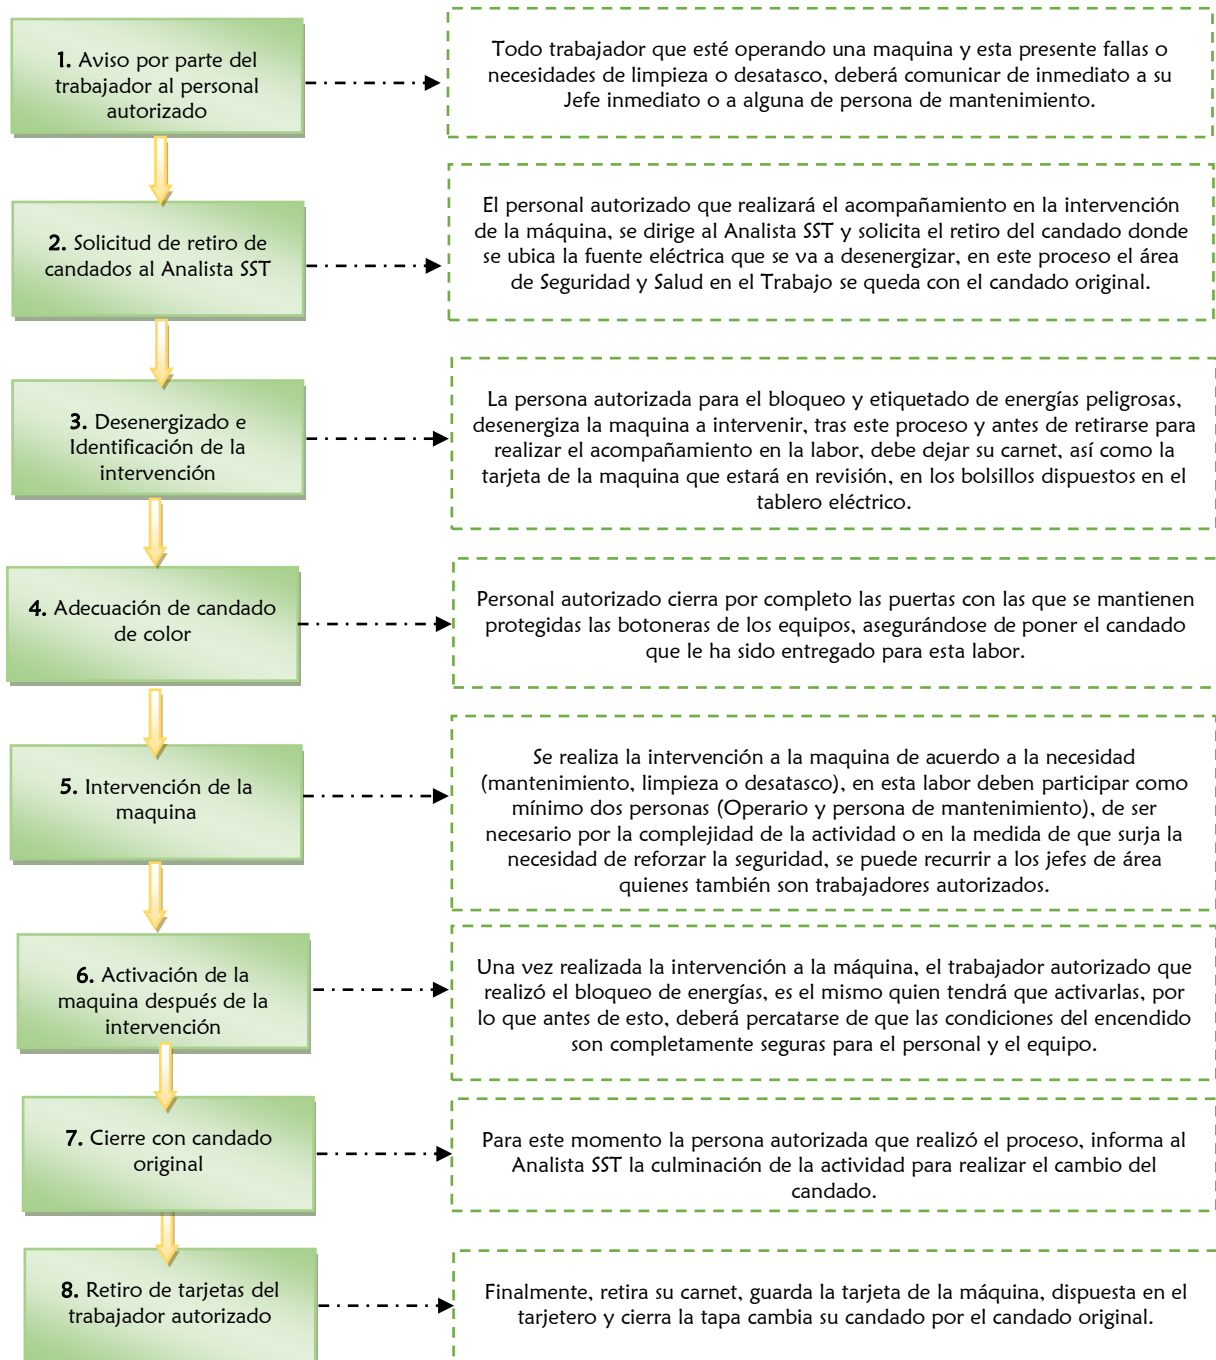 1. Aviso por parte del
trabajador al personal
autorizado
Todo trabajador que esté operando una maquina y esta presente fallas o
necesidades de limpieza o desatasco, deberá comunicar de inmediato a su
Jefe inmediato o a alguna de persona de mantenimiento.
2. Solicitud de retiro de
candados al Analista SST
El personal autorizado que realizará el acompañamiento en la intervención
de la máquina, se dirige al Analista SST y solicita el retiro del candado donde
se ubica la fuente eléctrica que se va a desenergizar, en este proceso el área
de Seguridad y Salud en el Trabajo se queda con el candado original.
3. Desenergizado e
Identificación de la
intervención
La persona autorizada para el bloqueo y etiquetado de energías peligrosas,
desenergiza la maquina a intervenir, tras este proceso y antes de retirarse para
realizar el acompañamiento en la labor, debe dejar su carnet, así como la
tarjeta de la maquina que estará en revisión, en los bolsillos dispuestos en el
tablero eléctrico.
4. Adecuación de candado
de color
Personal autorizado cierra por completo las puertas con las que se mantienen
protegidas las botoneras de los equipos, asegurándose de poner el candado
que le ha sido entregado para esta labor.
5. Intervención de la
maquina
Se realiza la intervención a la maquina de acuerdo a la necesidad
(mantenimiento, limpieza o desatasco), en esta labor deben participar como
mínimo dos personas (Operario y persona de mantenimiento), de ser
necesario por la complejidad de la actividad o en la medida de que surja la
necesidad de reforzar la seguridad, se puede recurrir a los jefes de área
quienes también son trabajadores autorizados.
6. Activación de la
maquina después de la
intervención
Una vez realizada la intervención a la máquina, el trabajador autorizado que
realizó el bloqueo de energías, es el mismo quien tendrá que activarlas, por
lo que antes de esto, deberá percatarse de que las condiciones del encendido
son completamente seguras para el personal y el equipo.
7. Cierre con candado
original
Para este momento la persona autorizada que realizó el proceso, informa al
Analista SST la culminación de la actividad para realizar el cambio del
candado.
8. Retiro de tarjetas del
trabajador autorizado
Finalmente, retira su carnet, guarda la tarjeta de la máquina, dispuesta en el
tarjetero y cierra la tapa cambia su candado por el candado original.